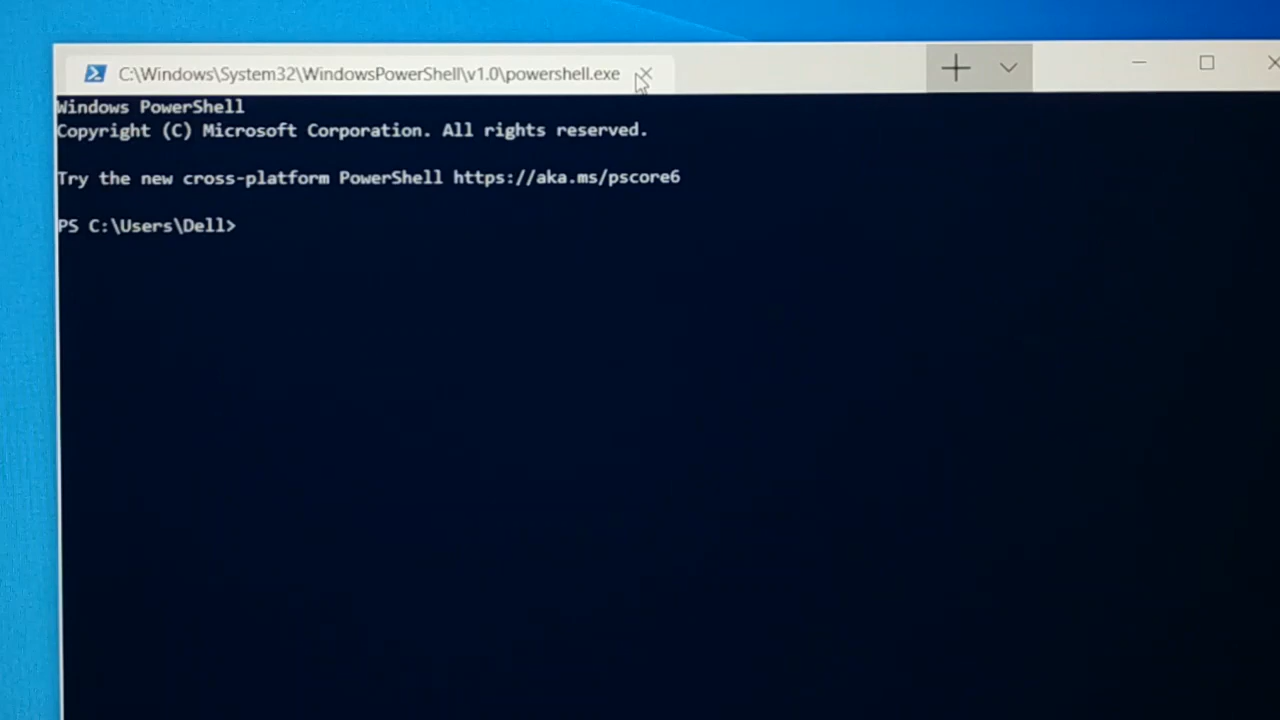 C:\Windows\System32\WindowsPowerShell\v1.0\powershell.exe
Windows PowerShell
Copyright (C) Microsoft Corporation. All rights reserved.
Try the new cross-platform PowerShell https://aka.ms/pscore6
PS C:\Users\Dell>